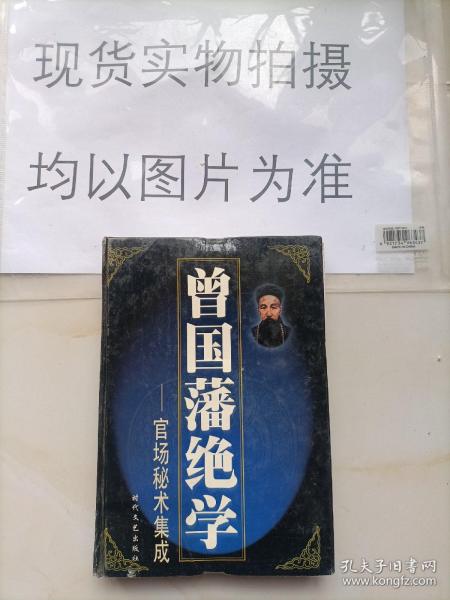 现货实物拍摄
均以图片为准
曾国藩绝学
——官场秘术集成
时代文艺出版社
孔夫子旧书网
www.kongfz.com